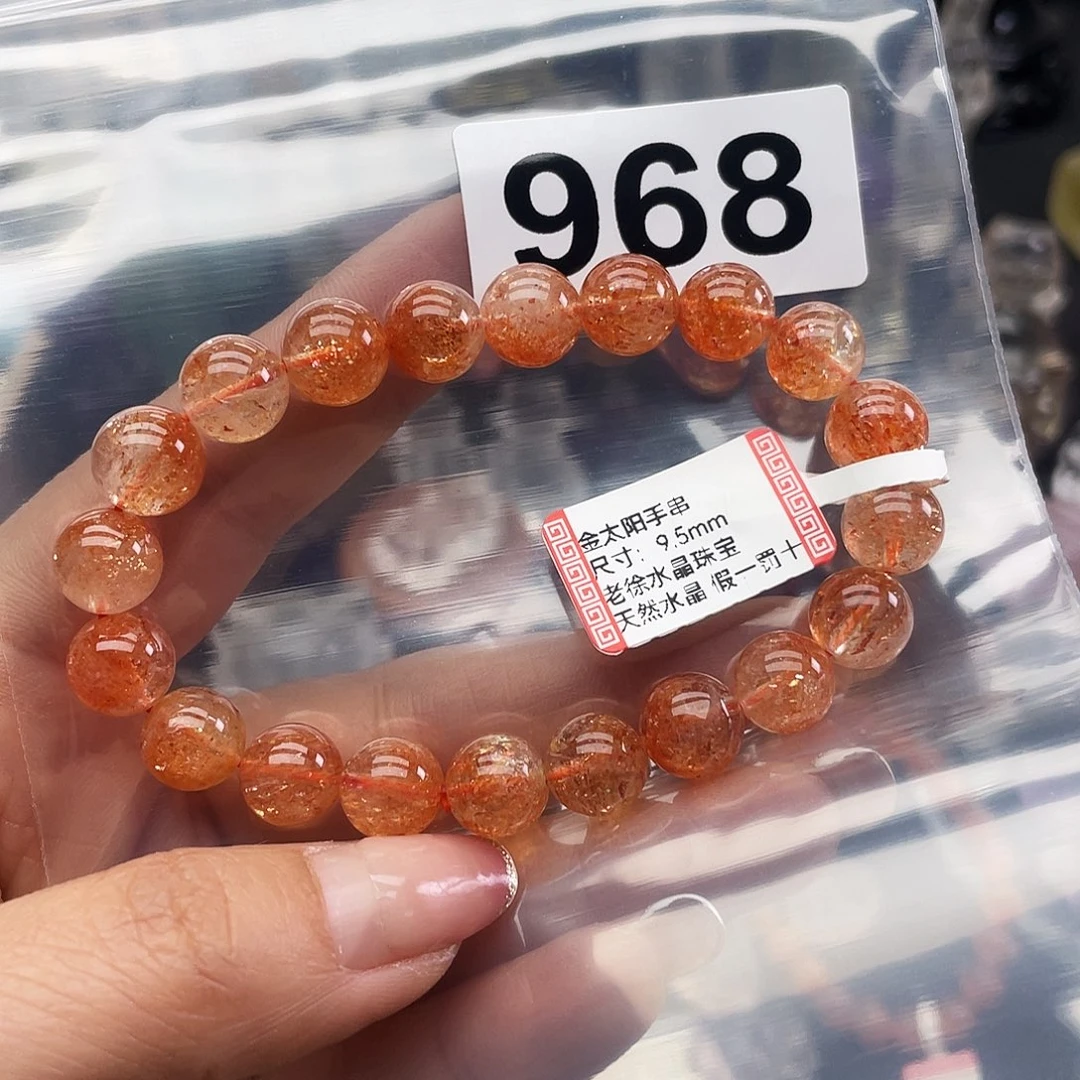 968
金太阳手串
尺寸：9.5mm
老徐水晶珠宝
天然水晶 假一罚十